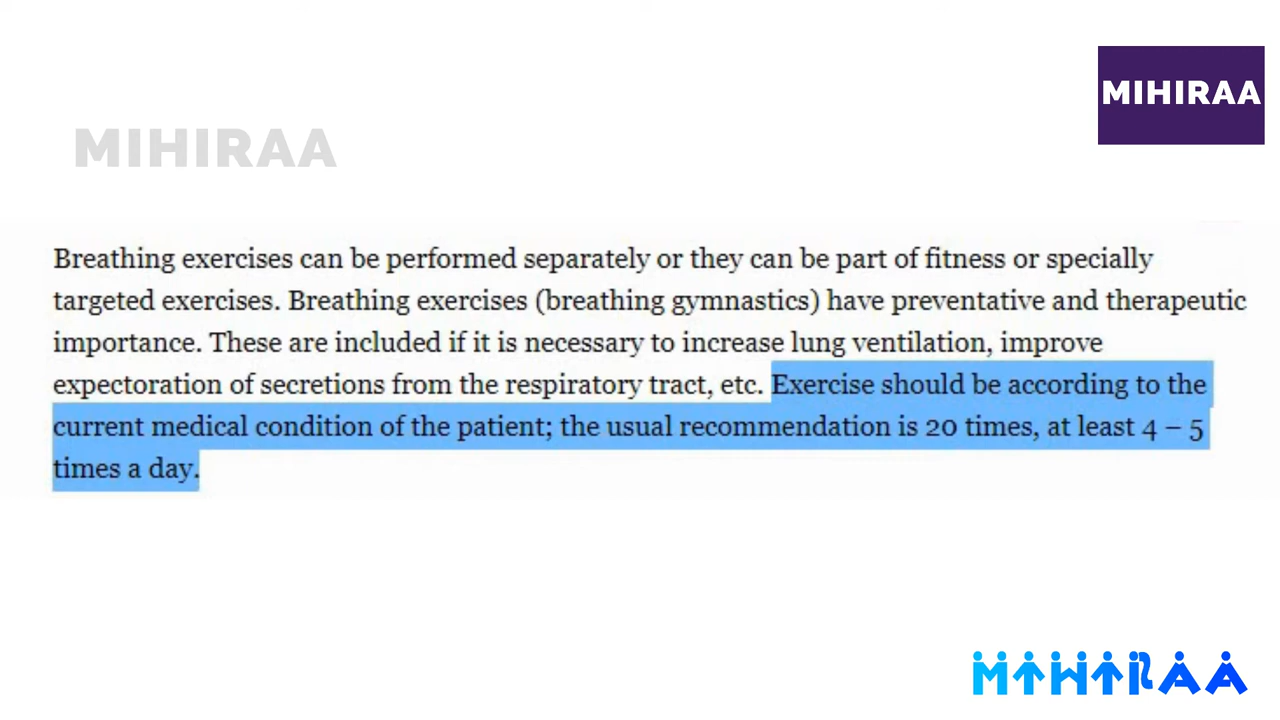 MIHIRAA
MIHIRAA
Breathing exercises can be performed separately or they can be part of fitness or specially
targeted exercises. Breathing exercises (breathing gymnastics) have preventative and therapeutic
importance. These are included if it is necessary to increase lung ventilation, improve
expectoration of secretions from the respiratory tract, etc. Exercise should be according to the
current medical condition of the patient; the usual recommendation is 20 times, at least 4 – 5
times a day.
MIHIRAA